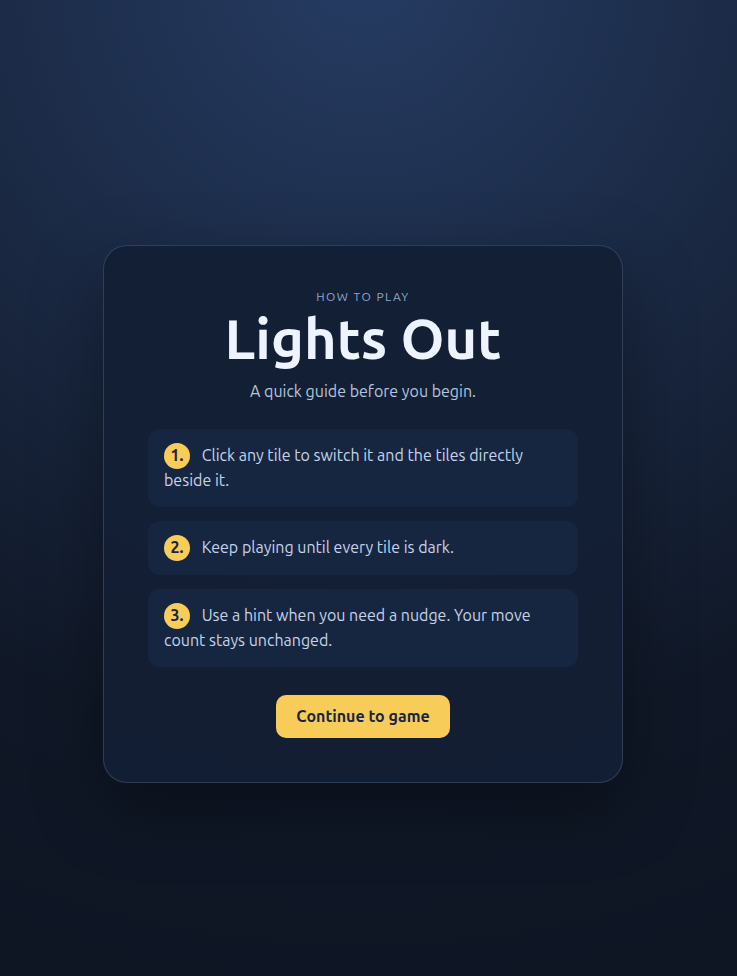 HOW TO PLAY
Lights Out
A quick guide before you begin.
1. Click any tile to switch it and the tiles directly
beside it.
2. Keep playing until every tile is dark.
3. Use a hint when you need a nudge. Your move
count stays unchanged.
Continue to game